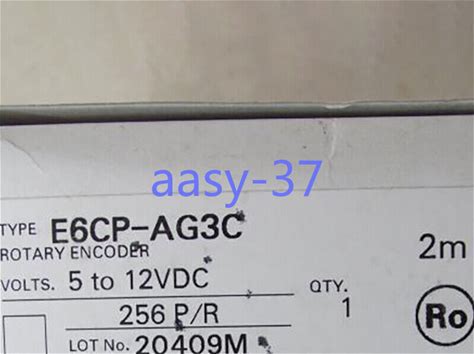 aasy-37
TYPE E6CP-AG3C
ROTARY ENCODER
2m
VOLTS. 5 to 12VDC
QTY.
1
256 P/R
Ro
LOT No. 20409M